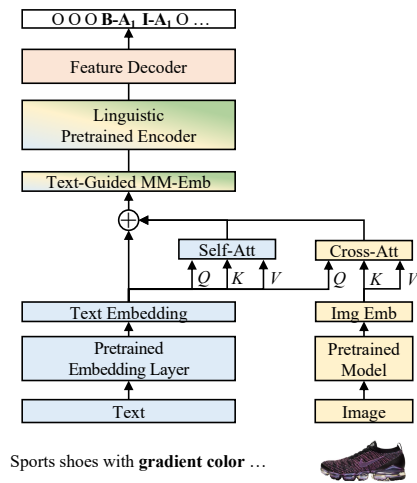 O O O B-A₁ I-A₁ O …
Feature Decoder
Linguistic
Pretrained Encoder
Text-Guided MM-Emb
Self-Att
Cross-Att
Q K V
Q K V
Text Embedding
Img Emb
Pretrained
Embedding Layer
Pretrained
Model
Text
Image
Sports shoes with gradient color …